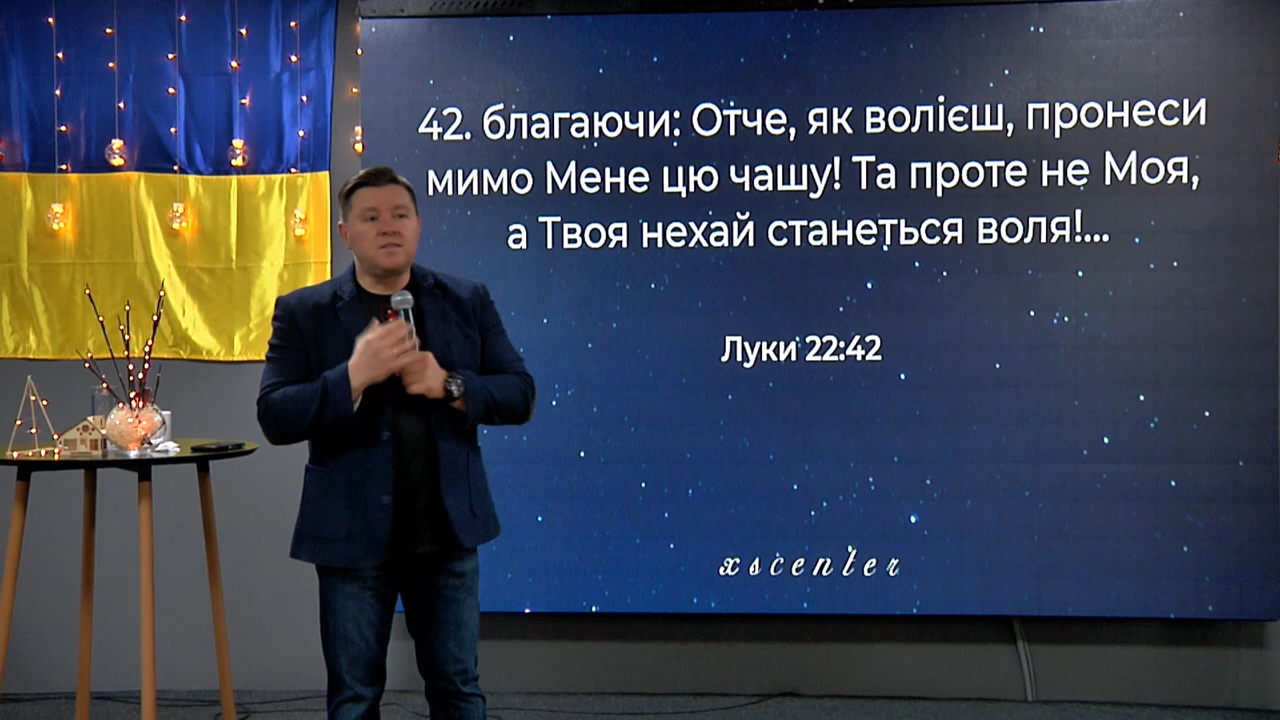 42. благаючи: Отче, як волієш, пронеси
мимо Мене цю чашу! Та проте не Моя,
а Твоя нехай станеться воля!...
Луки 22:42
xscenter